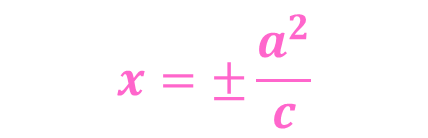 x = ± a²/c